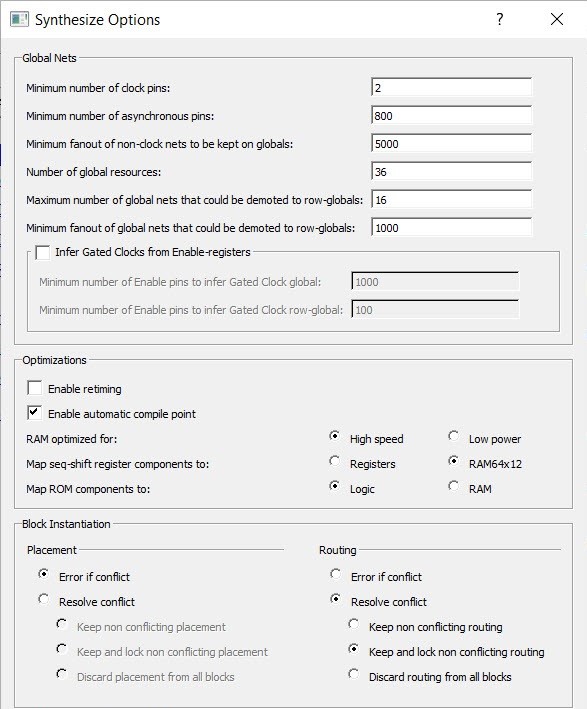 Synthesize Options ?
Global Nets
Minimum number of clock pins: 2
Minimum number of asynchronous pins: 800
Minimum fanout of non-clock nets to be kept on globals: 5000
Number of global resources: 36
Maximum number of global nets that could be demoted to row-globals: 16
Minimum fanout of global nets that could be demoted to row-globals: 1000
Infer Gated Clocks from Enable-registers
Minimum number of Enable pins to infer Gated Clock global: 1000
Minimum number of Enable pins to infer Gated Clock row-global: 100
Optimizations
Enable retiming
Enable automatic compile point
RAM optimized for: High speed Low power
Map seq-shift register components to: Registers RAM64x12
Map ROM components to: Logic RAM
Block Instantiation
Placement Routing
Error if conflict Error if conflict
Resolve conflict Resolve conflict
Keep non conflicting placement Keep non conflicting routing
Keep and lock non conflicting placement Keep and lock non conflicting routing
Discard placement from all blocks Discard routing from all blocks